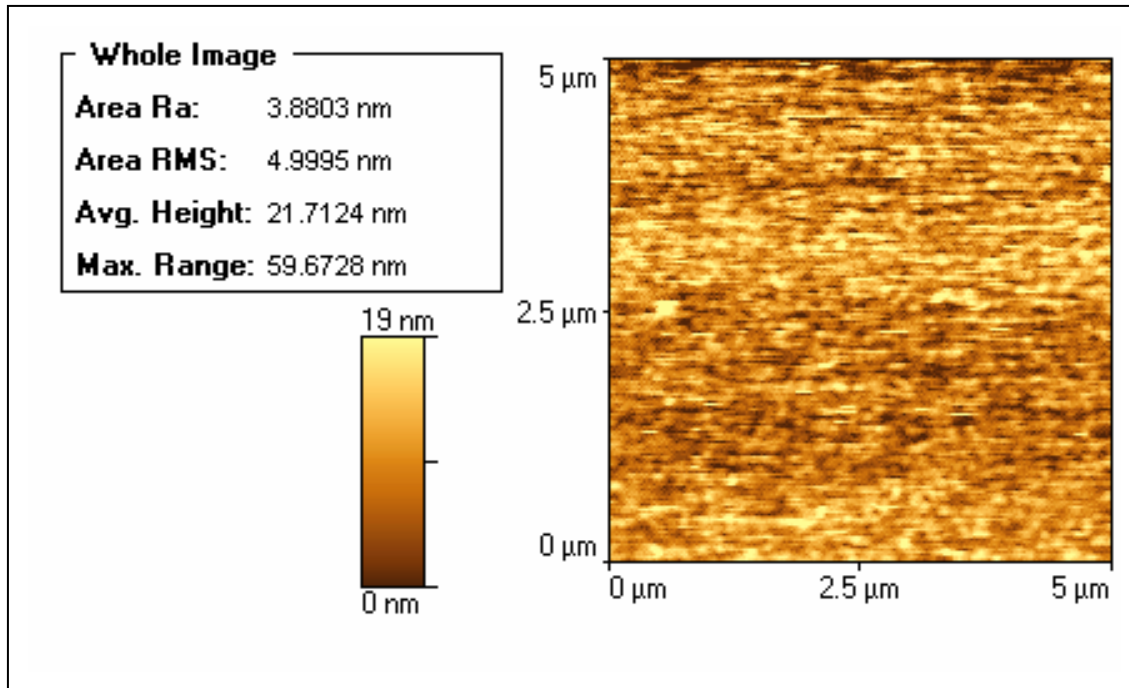 Whole Image
Area Ra: 3.8803 nm
Area RMS: 4.9995 nm
Avg. Height: 21.7124 nm
Max. Range: 59.6728 nm
19 nm
0 nm
5 µm
2.5 µm
0 µm
0 µm 2.5 µm 5 µm